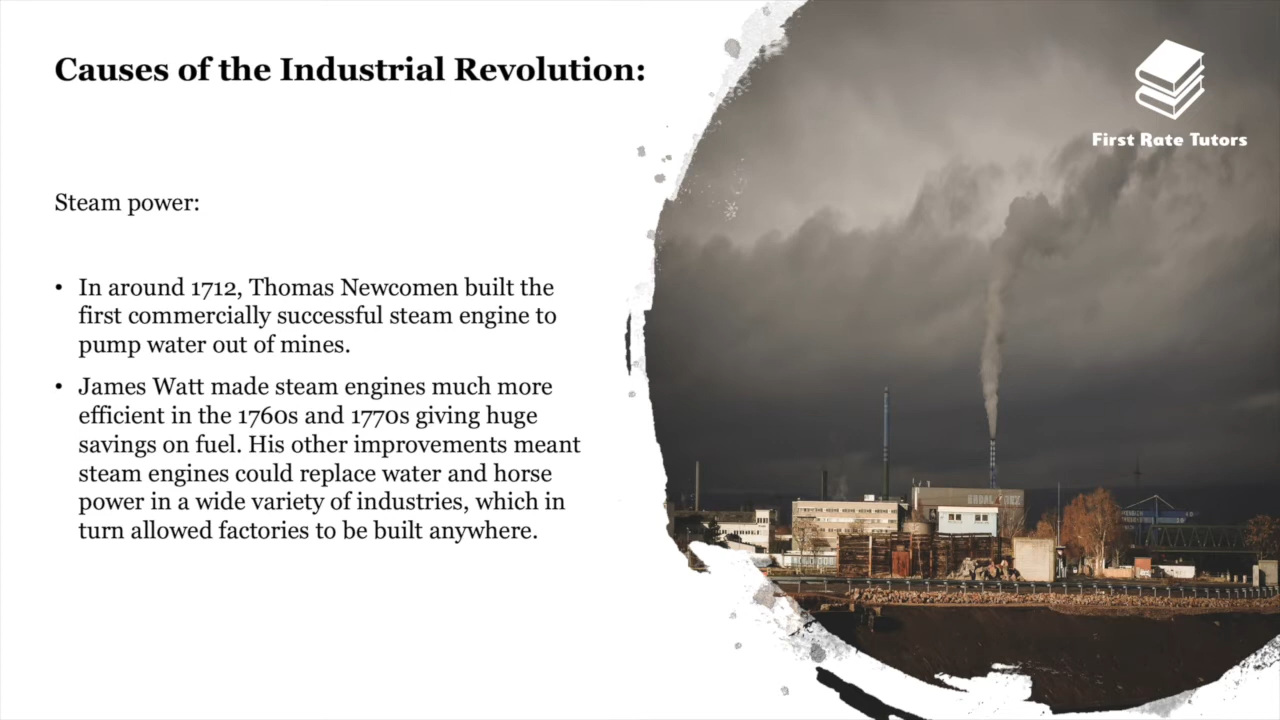 Causes of the Industrial Revolution:
First Rate Tutors
Steam power:
• In around 1712, Thomas Newcomen built the
first commercially successful steam engine to
pump water out of mines.
• James Watt made steam engines much more
efficient in the 1760s and 1770s giving huge
savings on fuel. His other improvements meant
steam engines could replace water and horse
power in a wide variety of industries, which in
turn allowed factories to be built anywhere.